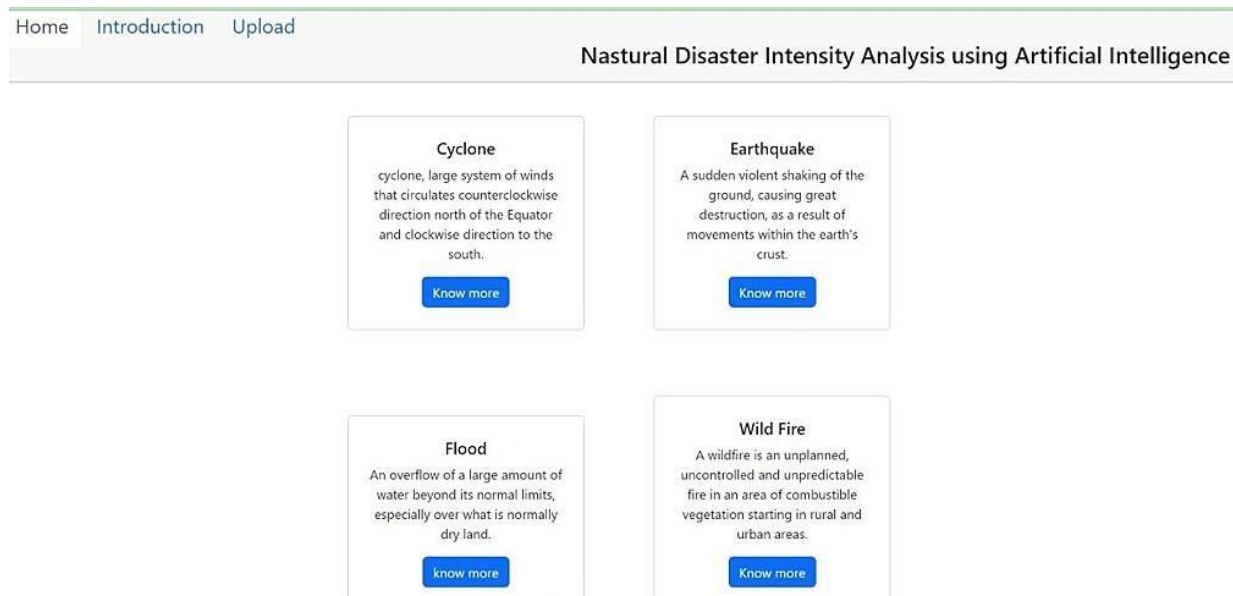 Home Introduction Upload
Nastural Disaster Intensity Analysis using Artificial Intelligence
Cyclone
cyclone, large system of winds
that circulates counterclockwise
direction north of the Equator
and clockwise direction to the
south.
Know more
Earthquake
A sudden violent shaking of the
ground, causing great
destruction, as a result of
movements within the earth's
crust.
Know more
Flood
An overflow of a large amount of
water beyond its normal limits,
especially over what is normally
dry land.
know more
Wild Fire
A wildfire is an unplanned,
uncontrolled and unpredictable
fire in an area of combustible
vegetation starting in rural and
urban areas.
Know more